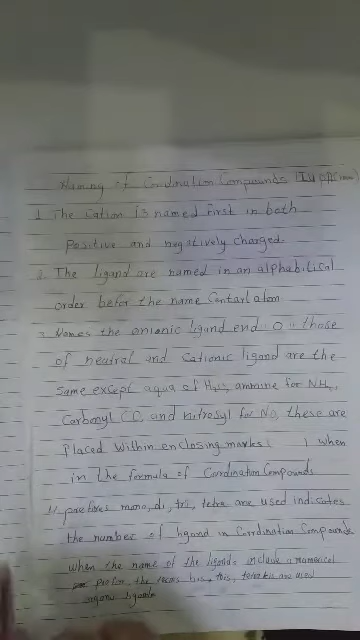 Naming of Coordination Compounds (IUPAC
1. The Cation is named first in both
positive and negatively charged.
2. The ligand are named in an alphabitical
order befor the name Centarl atom
3. Names the anionic ligand end :o : those
of neutral and cationic ligand are the
same except aqua of H₂O, ammine for NH₃,
Carbonyl CO, and nitrosyl for NO, these are
placed within enclosing marks ( ) when
in the formula of Coordination Compounds
4. prefixes mono, di, tri, tetra are used indicates
the number of ligand in Coordination Compounds
when the name of the ligands include a numerical
prefix, the terms bis, tris, are used
ligands